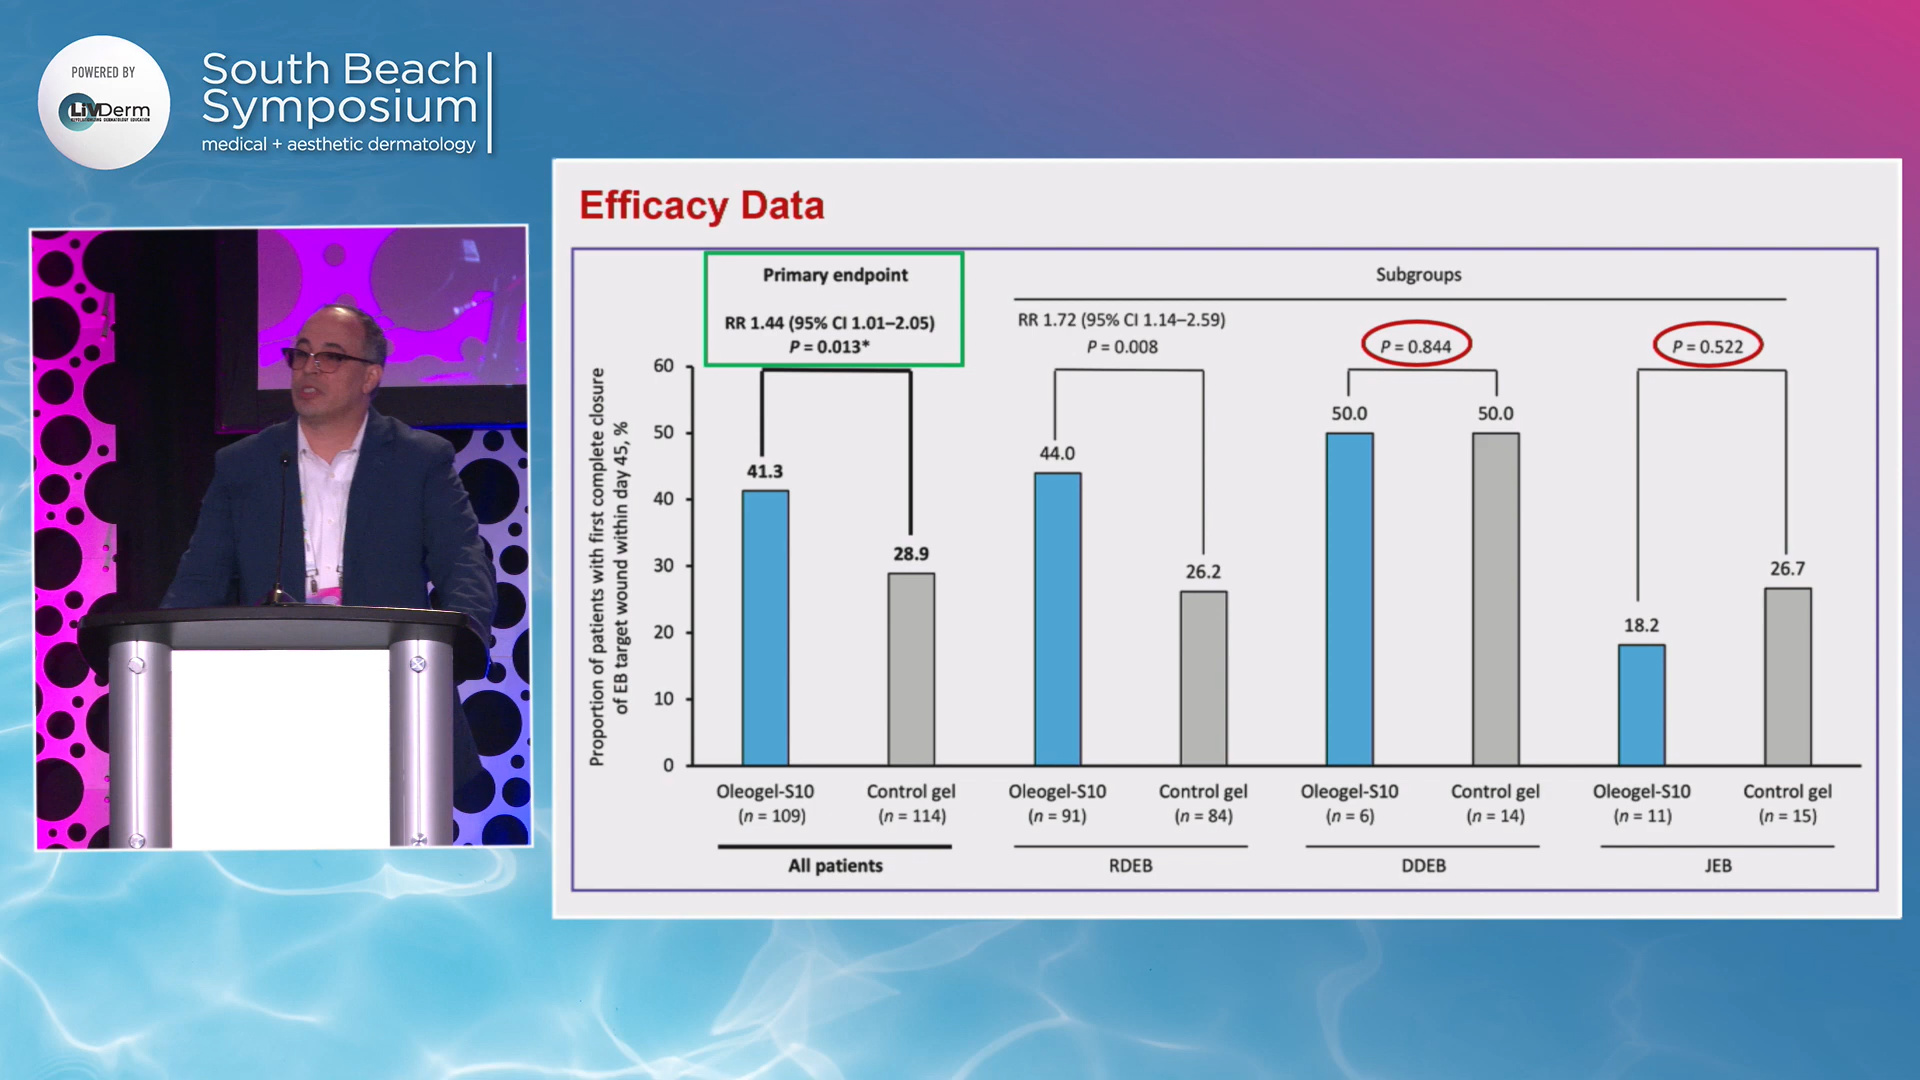 POWERED BY
LiVDerm
REVOLUTIONIZING DERMATOLOGY EDUCATION
South Beach
Symposium
medical + aesthetic dermatology
Efficacy Data
Primary endpoint
RR 1.44 (95% CI 1.01–2.05)
P = 0.013*
Subgroups
RR 1.72 (95% CI 1.14–2.59)
P = 0.008
P = 0.844
P = 0.522
Proportion of patients with first complete closure
of EB target wound within day 45, %
60
50
40
30
20
10
0
41.3
28.9
44.0
26.2
50.0
50.0
18.2
26.7
Oleogel-S10
(n = 109)
Control gel
(n = 114)
Oleogel-S10
(n = 91)
Control gel
(n = 84)
Oleogel-S10
(n = 6)
Control gel
(n = 14)
Oleogel-S10
(n = 11)
Control gel
(n = 15)
All patients
RDEB
DDEB
JEB